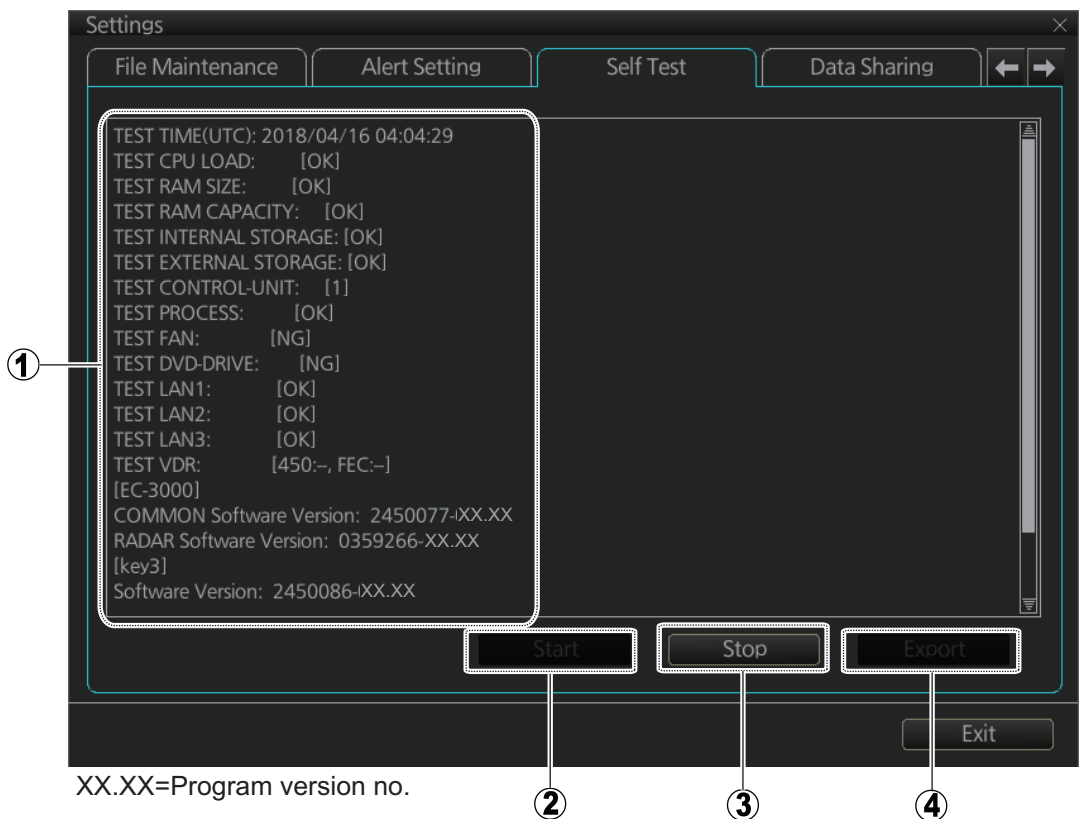 Settings
File Maintenance
Alert Setting
Self Test
Data Sharing
TEST TIME(UTC): 2018/04/16 04:04:29
TEST CPU LOAD: [OK]
TEST RAM SIZE: [OK]
TEST RAM CAPACITY: [OK]
TEST INTERNAL STORAGE: [OK]
TEST EXTERNAL STORAGE: [OK]
TEST CONTROL-UNIT: [1]
TEST PROCESS: [OK]
TEST FAN: [NG]
TEST DVD-DRIVE: [NG]
TEST LAN1: [OK]
TEST LAN2: [OK]
TEST LAN3: [OK]
TEST VDR: [450:–, FEC:–]
[EC-3000]
COMMON Software Version: 2450077-XX.XX
RADAR Software Version: 0359266-XX.XX
[key3]
Software Version: 2450086-XX.XX
1
Start
Stop
Export
Exit
XX.XX=Program version no.
2
3
4